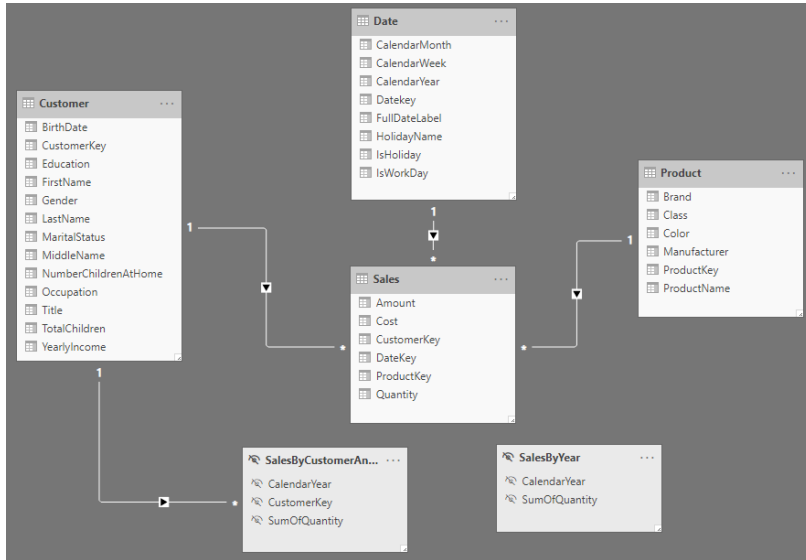 Date
...
CalendarMonth
CalendarWeek
CalendarYear
Datekey
FullDateLabel
HolidayName
IsHoliday
IsWorkDay
Customer
...
BirthDate
CustomerKey
Education
FirstName
Gender
LastName
MaritalStatus
MiddleName
NumberChildrenAtHome
Occupation
Title
TotalChildren
YearlyIncome
Product
...
Brand
Class
Color
Manufacturer
ProductKey
ProductName
1
1
1
*
Sales
...
Amount
Cost
CustomerKey
DateKey
ProductKey
Quantity
*
*
1
*
SalesByCustomerAn...
...
CalendarYear
CustomerKey
SumOfQuantity
SalesByYear
...
CalendarYear
SumOfQuantity